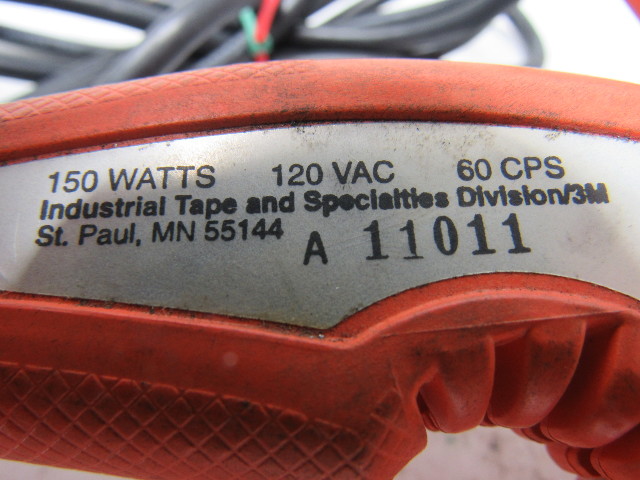 150 WATTS 120 VAC 60 CPS
Industrial Tape and Specialties Division/3M
St. Paul, MN 55144 A 11011